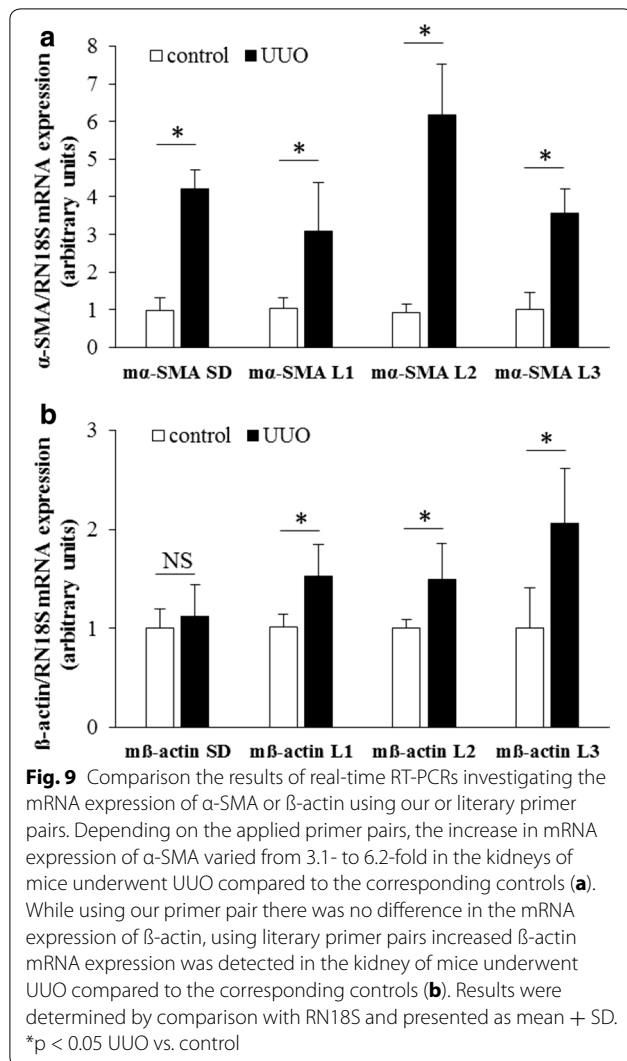 a
α-SMA/RN18S mRNA expression
(arbitrary units)
8
7
6
5
4
3
2
1
0
control UUO
*
*
*
*
mα-SMA SD mα-SMA L1 mα-SMA L2 mα-SMA L3
b
ß-actin/RN18S mRNA expression
(arbitrary units)
3
2
1
0
control UUO
NS
*
*
*
mß-actin SD mß-actin L1 mß-actin L2 mß-actin L3
Fig. 9 Comparison the results of real-time RT-PCRs investigating the
mRNA expression of α-SMA or ß-actin using our or literary primer
pairs. Depending on the applied primer pairs, the increase in mRNA
expression of α-SMA varied from 3.1- to 6.2-fold in the kidneys of
mice underwent UUO compared to the corresponding controls (a).
While using our primer pair there was no difference in the mRNA
expression of ß-actin, using literary primer pairs increased ß-actin
mRNA expression was detected in the kidney of mice underwent
UUO compared to the corresponding controls (b). Results were
determined by comparison with RN18S and presented as mean + SD.
*p < 0.05 UUO vs. control